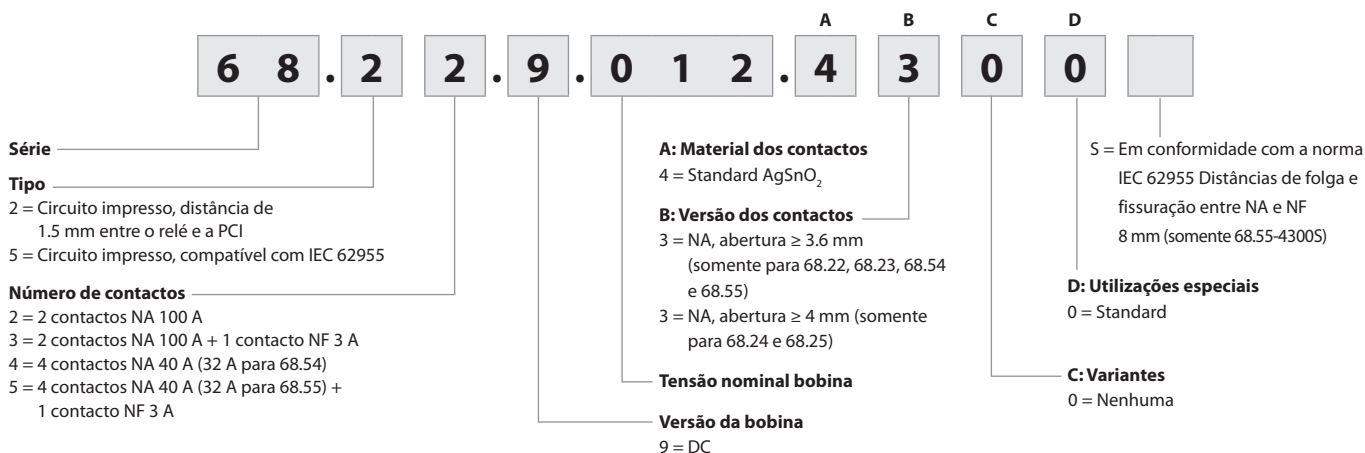 A B C D
6 8 . 2 2 . 9 . 0 1 2 . 4 3 0 0
Série
Tipo
2 = Circuito impresso, distância de
1.5 mm entre o relé e a PCI
5 = Circuito impresso, compatível com IEC 62955
Número de contactos
2 = 2 contactos NA 100 A
3 = 2 contactos NA 100 A + 1 contacto NF 3 A
4 = 4 contactos NA 40 A (32 A para 68.54)
5 = 4 contactos NA 40 A (32 A para 68.55) +
1 contacto NF 3 A
A: Material dos contactos
4 = Standard AgSnO₂
B: Versão dos contactos
3 = NA, abertura ≥ 3.6 mm
(somente para 68.22, 68.23, 68.54
e 68.55)
3 = NA, abertura ≥ 4 mm (somente
para 68.24 e 68.25)
Tensão nominal bobina
Versão da bobina
9 = DC
S = Em conformidade com a norma
IEC 62955 Distâncias de folga e
fissuração entre NA e NF
8 mm (somente 68.55-4300S)
D: Utilizações especiais
0 = Standard
C: Variantes
0 = Nenhuma